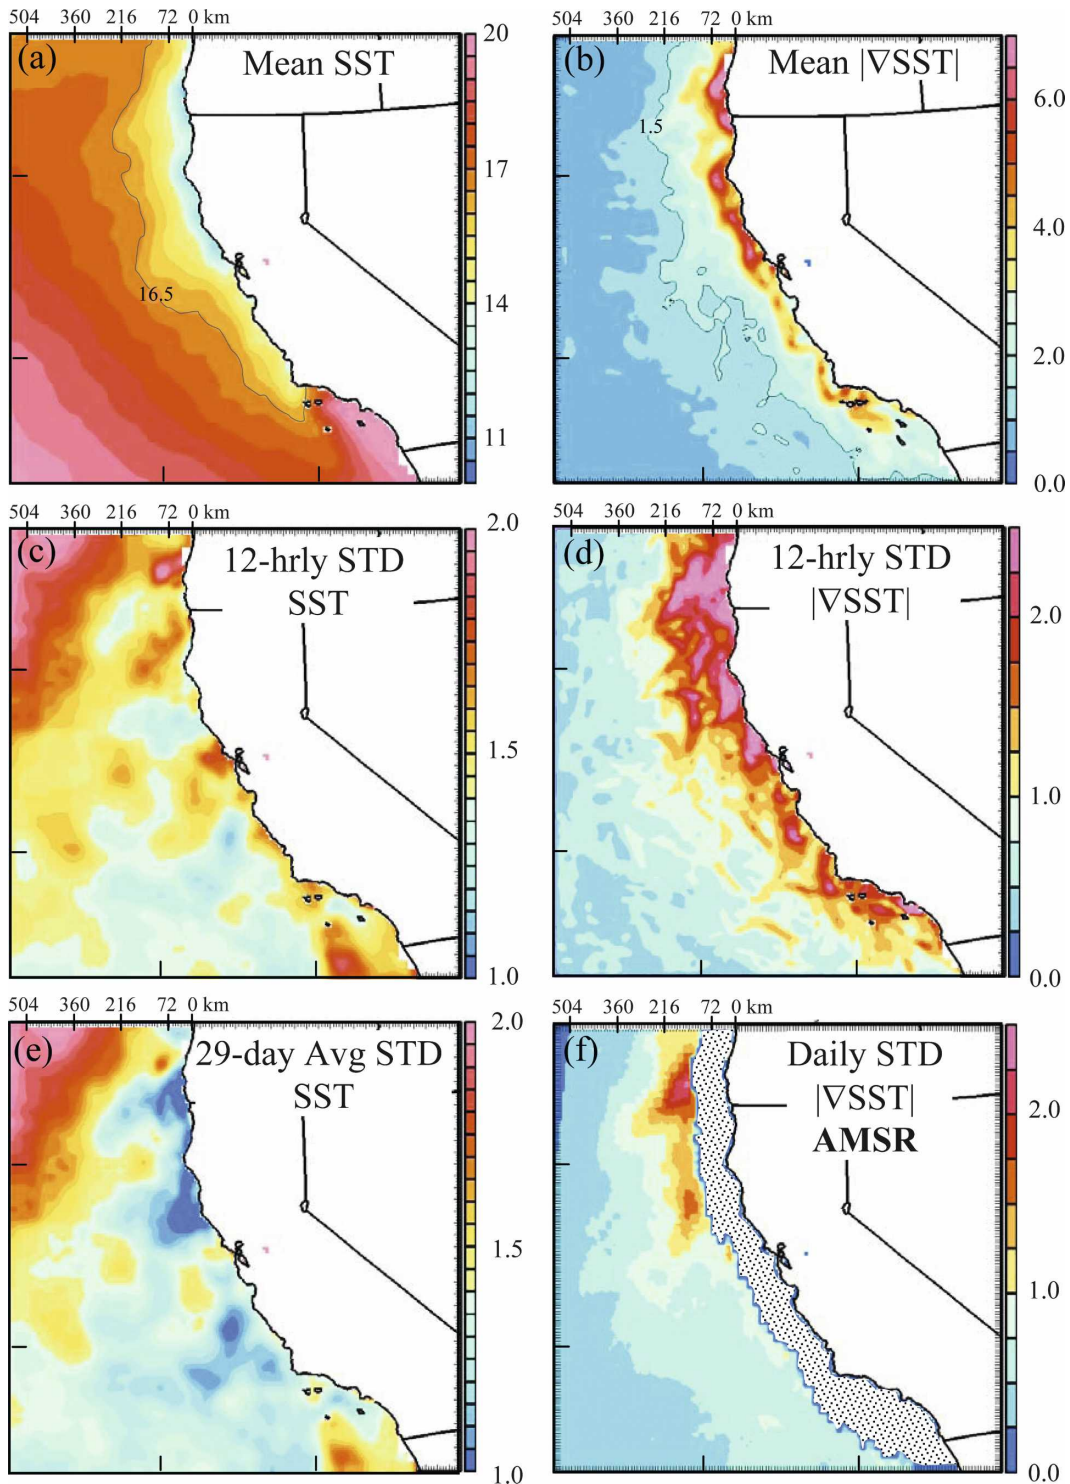 504 360 216 72 0 km
504 360 216 72 0 km
(a)
Mean SST
16.5
20
17
14
11
(b)
Mean |∇SST|
1.5
6.0
4.0
2.0
0.0
504 360 216 72 0 km
504 360 216 72 0 km
(c)
12-hrly STD
SST
2.0
1.5
1.0
(d)
12-hrly STD
|∇SST|
2.0
1.0
0.0
504 360 216 72 0 km
504 360 216 72 0 km
(e)
29-day Avg STD
SST
2.0
1.5
1.0
(f)
Daily STD
|∇SST|
AMSR
2.0
1.0
0.0